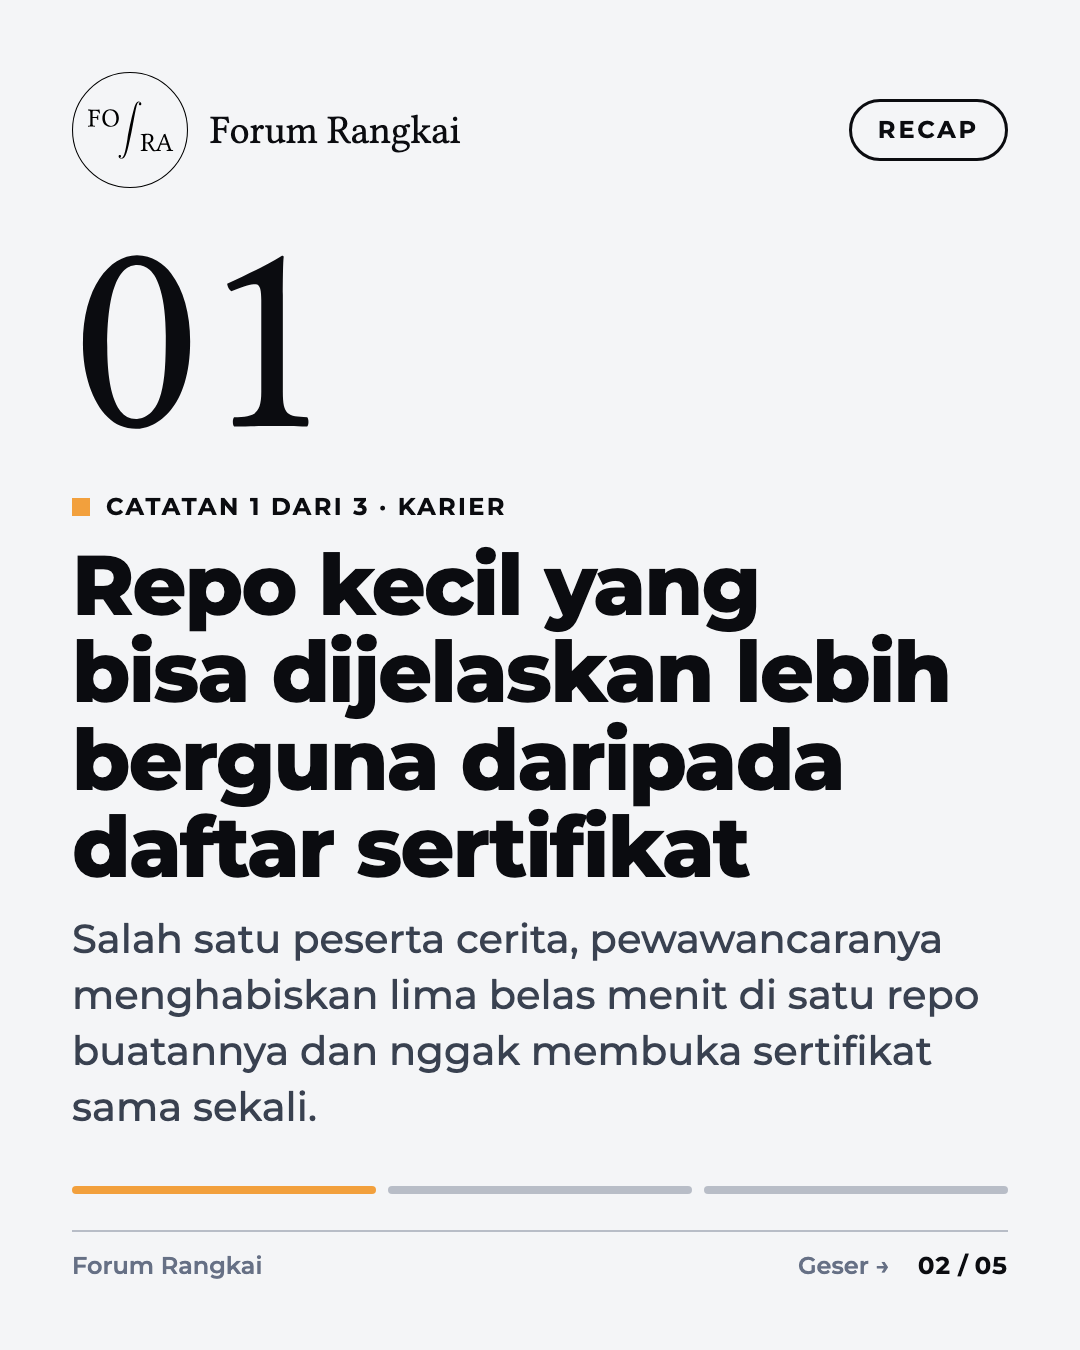 FO
RA
Forum Rangkai
RECAP
01
CATATAN 1 DARI 3 · KARIER
Repo kecil yang
bisa dijelaskan lebih
berguna daripada
daftar sertifikat
Salah satu peserta cerita, pewawancaranya
menghabiskan lima belas menit di satu repo
buatannya dan nggak membuka sertifikat
sama sekali.
Forum Rangkai
Geser → 02 / 05